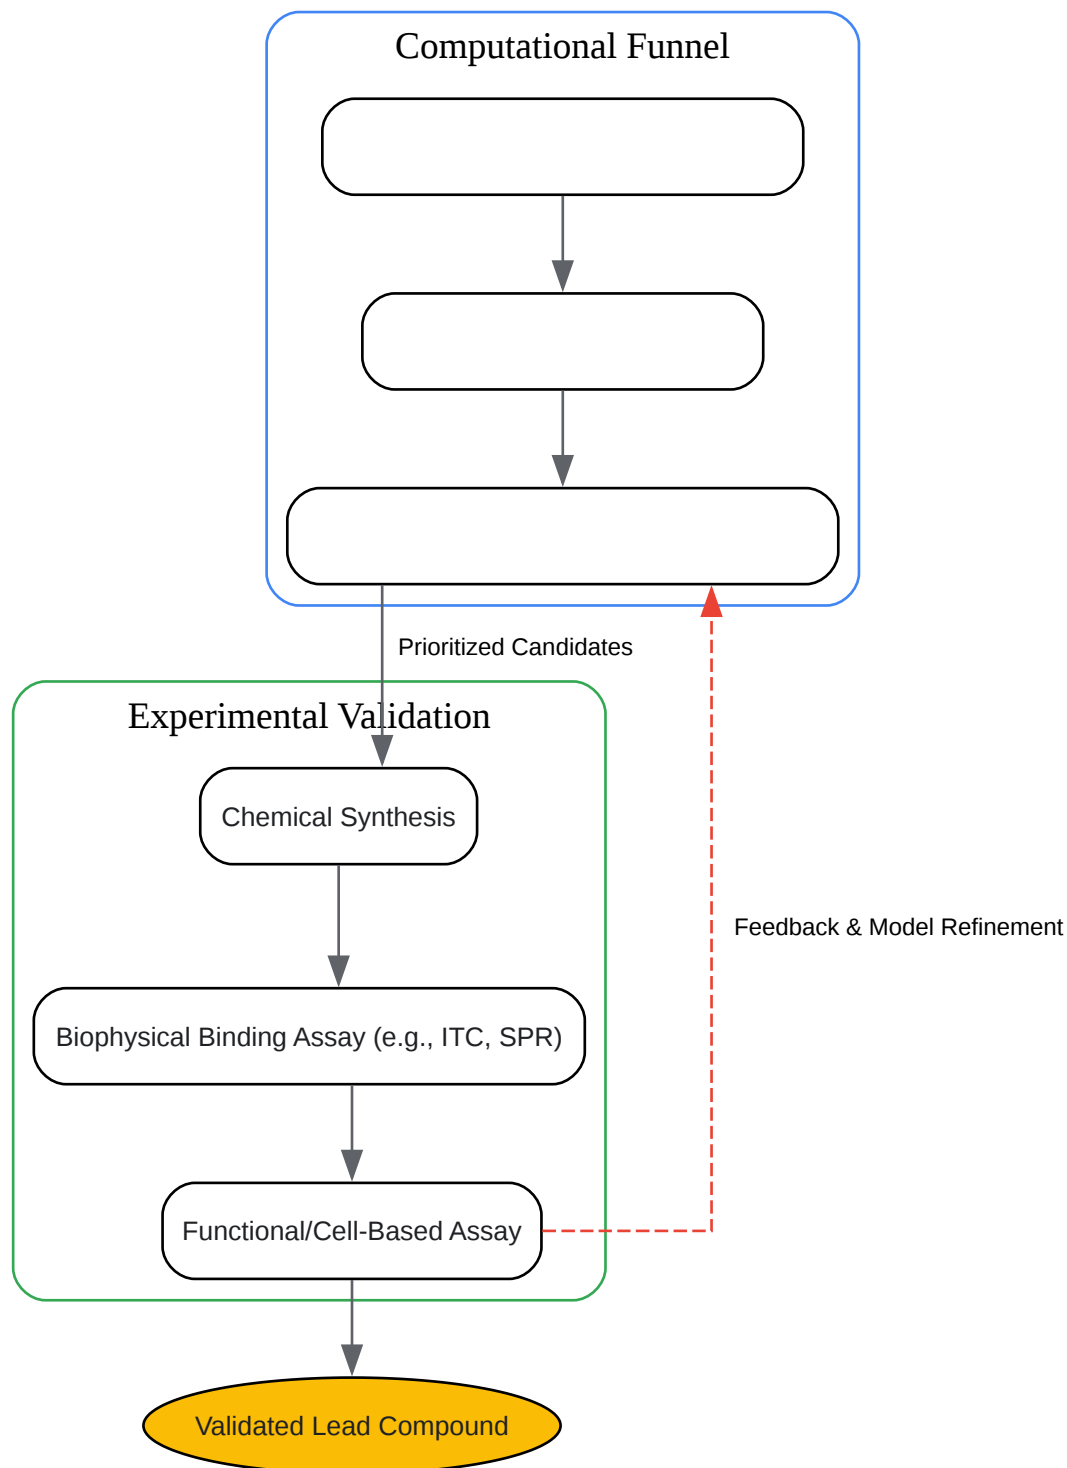 Computational Funnel
Prioritized Candidates
Experimental Validation
Chemical Synthesis
Feedback & Model Refinement
Biophysical Binding Assay (e.g., ITC, SPR)
Functional/Cell-Based Assay
Validated Lead Compound